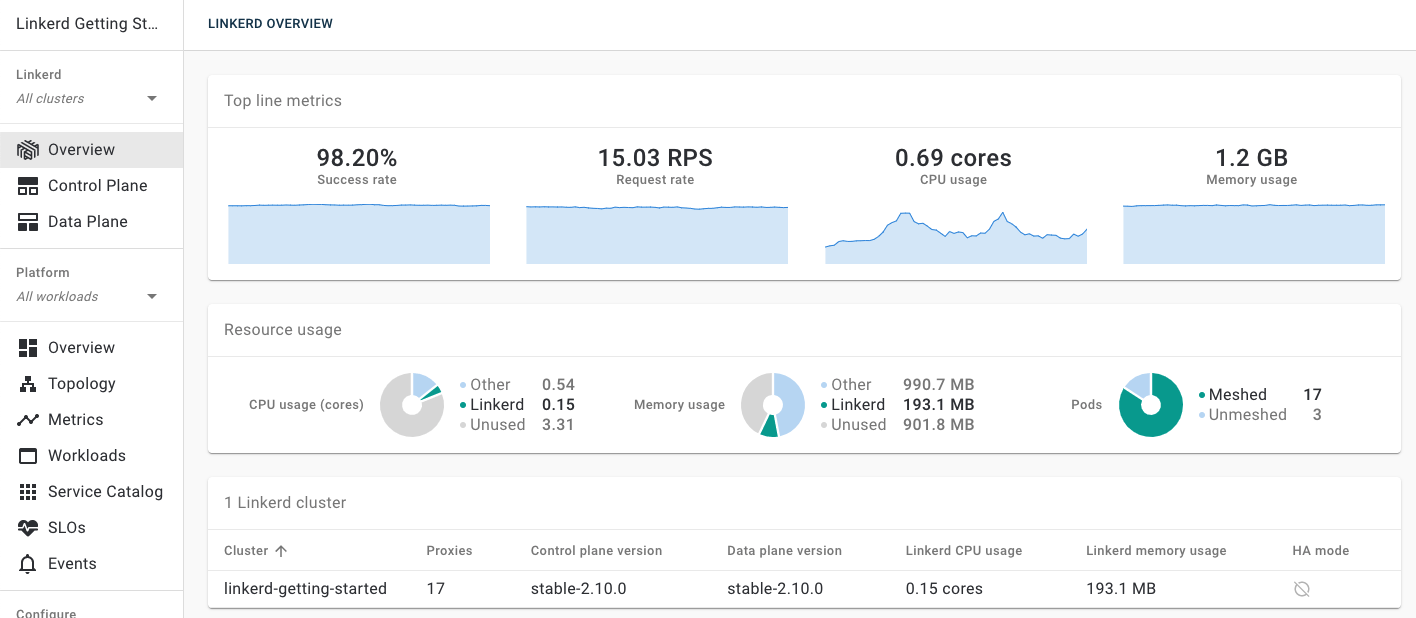 Linkerd Getting St...
Linkerd
All clusters
Overview
Control Plane
Data Plane
Platform
All workloads
Overview
Topology
Metrics
Workloads
Service Catalog
SLOs
Events
Configure
LINKERD OVERVIEW
Top line metrics
98.20% 15.03 RPS 0.69 cores 1.2 GB
Success rate Request rate CPU usage Memory usage
Resource usage
CPU usage (cores)
Other 0.54
Linkerd 0.15
Unused 3.31
Memory usage
Other 990.7 MB
Linkerd 193.1 MB
Unused 901.8 MB
Pods
Meshed 17
Unmeshed 3
1 Linkerd cluster
Cluster Proxies Control plane version Data plane version Linkerd CPU usage Linkerd memory usage HA mode
linkerd-getting-started 17 stable-2.10.0 stable-2.10.0 0.15 cores 193.1 MB